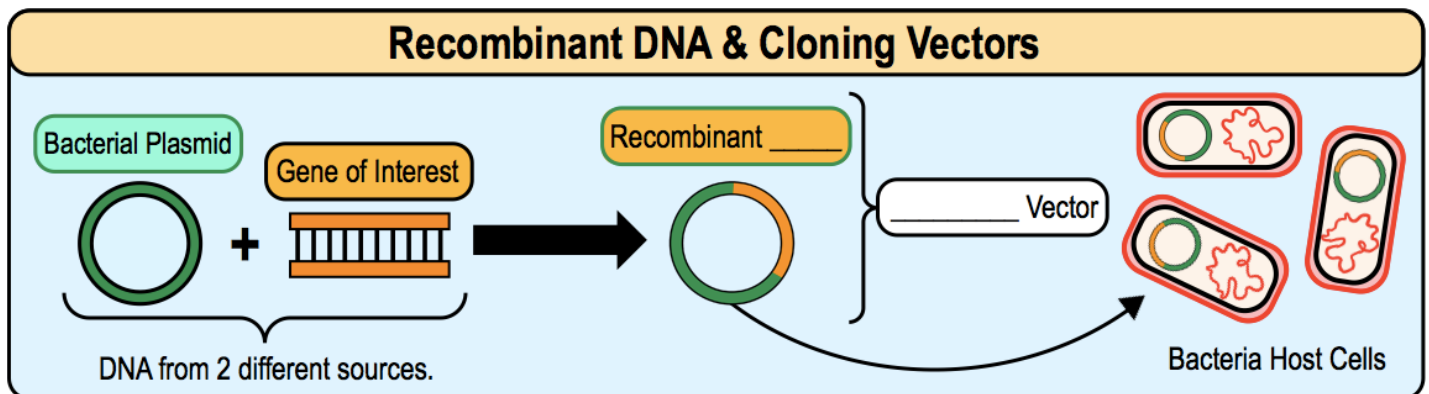 Recombinant DNA & Cloning Vectors
Bacterial Plasmid
Gene of Interest
Recombinant _____
_________ Vector
DNA from 2 different sources.
Bacteria Host Cells